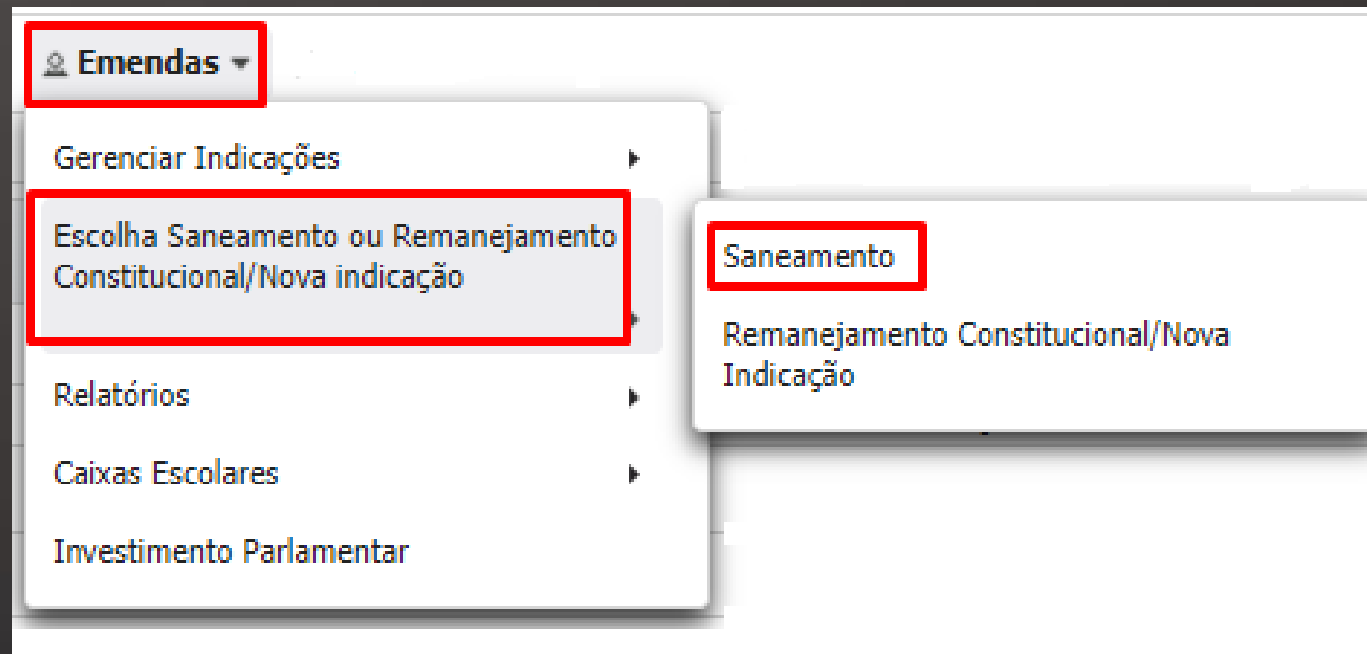 Emendas
Gerenciar Indicações
Escolha Saneamento ou Remanejamento
Constitucional/Nova indicação
Relatórios
Caixas Escolares
Investimento Parlamentar
Saneamento
Remanejamento Constitucional/Nova
Indicação